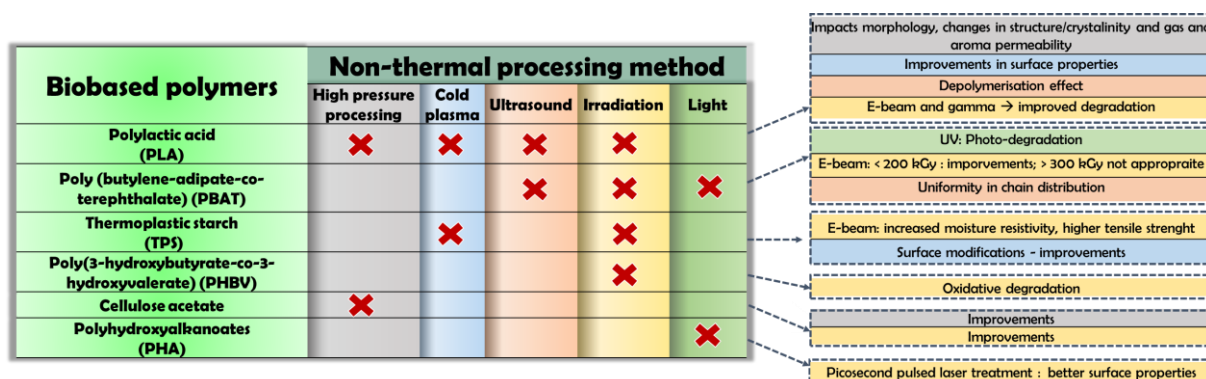 Biobased polymers
Non-thermal processing method
High pressure
processing
Cold
plasma
Ultrasound
Irradiation
Light
Polylactic acid
(PLA)
Poly (butylene-adipate-co-
terephthalate) (PBAT)
Thermoplastic starch
(TPS)
Poly(3-hydroxybutyrate-co-3-
hydroxyvalerate) (PHBV)
Cellulose acetate
Polyhydroxyalkanoates
(PHA)
Impacts morphology, changes in structure/crystalinity and gas and
aroma permeability
Improvements in surface properties
Depolymerisation effect
E-beam and gamma → improved degradation
UV: Photo-degradation
E-beam: < 200 kGy : imporvements; > 300 kGy not appropraite
Uniformity in chain distribution
E-beam: increased moisture resistivity, higher tensile strenght
Surface modifications - improvements
Oxidative degradation
Improvements
Improvements
Picosecond pulsed laser treatment : better surface properties